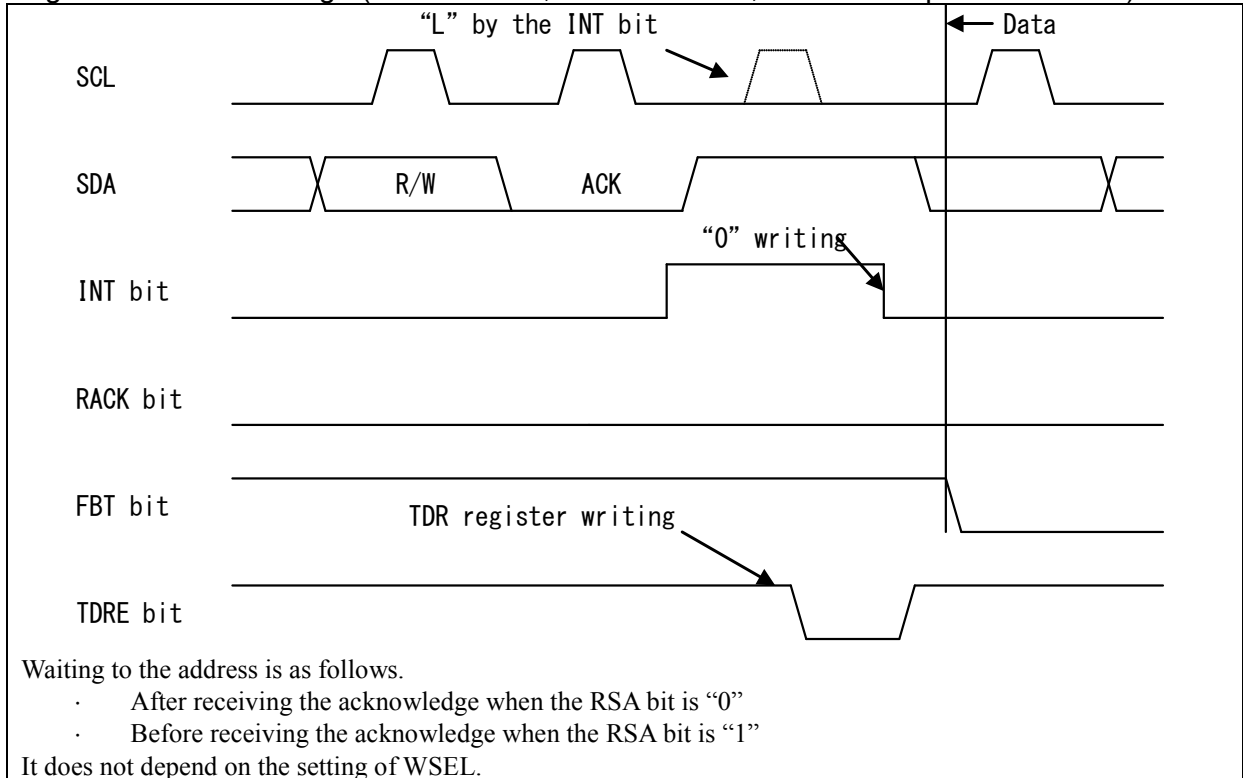 “L” by the INT bit
Data
SCL
SDA
R/W
ACK
“0” writing
INT bit
RACK bit
FBT bit
TDR register writing
TDRE bit
Waiting to the address is as follows.
· After receiving the acknowledge when the RSA bit is “0”
· Before receiving the acknowledge when the RSA bit is “1”
It does not depend on the setting of WSEL.